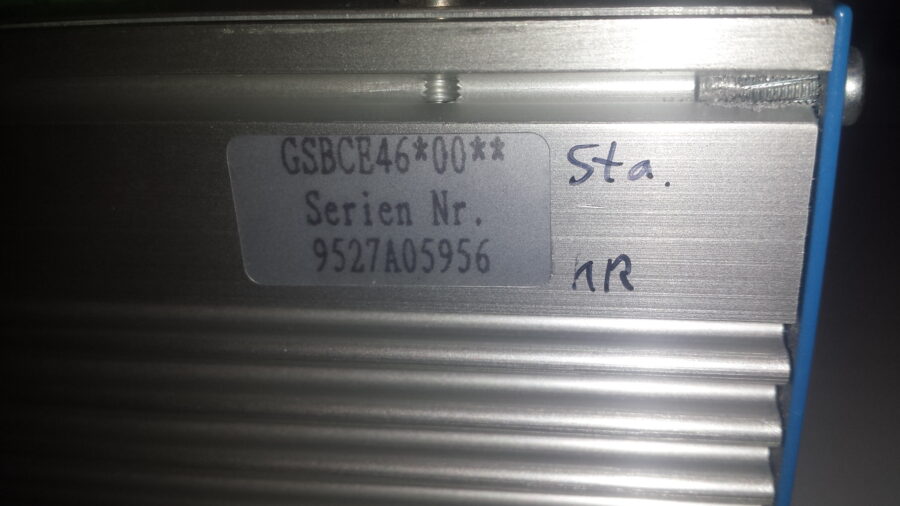 GSBCE46*00**
Serien Nr.
9527A05956
Sta.